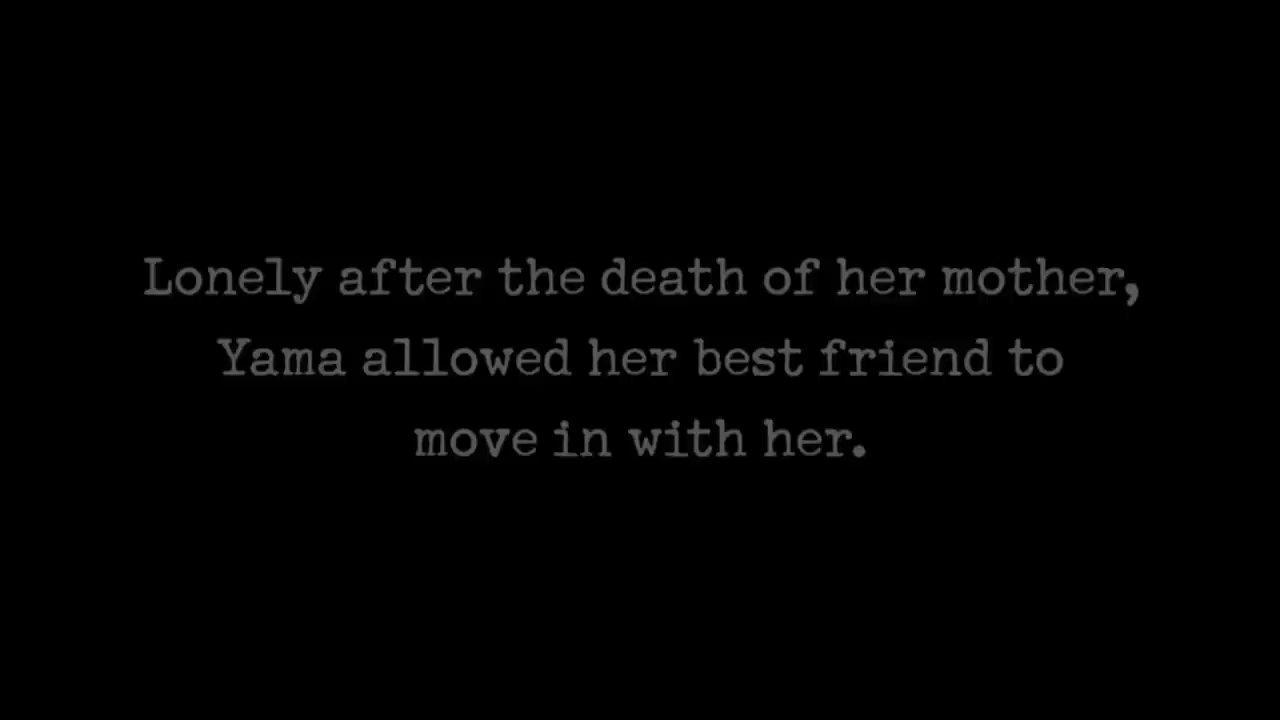 Lonely after the death of her mother,
Yama allowed her best friend to
move in with her.